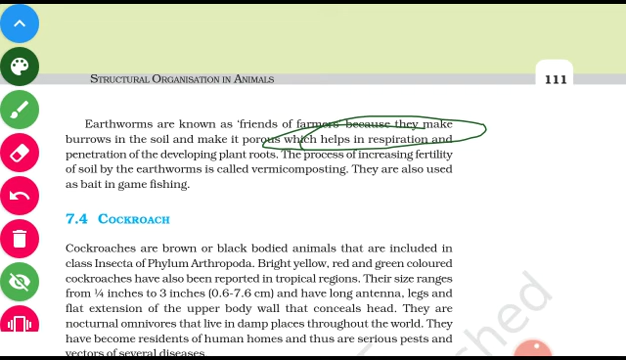 STRUCTURAL ORGANISATION IN ANIMALS 111
Earthworms are known as 'friends of farmers' because they make
burrows in the soil and make it porous which helps in respiration and
penetration of the developing plant roots. The process of increasing fertility
of soil by the earthworms is called vermicomposting. They are also used
as bait in game fishing.
7.4 COCKROACH
Cockroaches are brown or black bodied animals that are included in
class Insecta of Phylum Arthropoda. Bright yellow, red and green coloured
cockroaches have also been reported in tropical regions. Their size ranges
from ¼ inches to 3 inches (0.6-7.6 cm) and have long antenna, legs and
flat extension of the upper body wall that conceals head. They are
nocturnal omnivores that live in damp places throughout the world. They
have become residents of human homes and thus are serious pests and
vectors of several diseases.